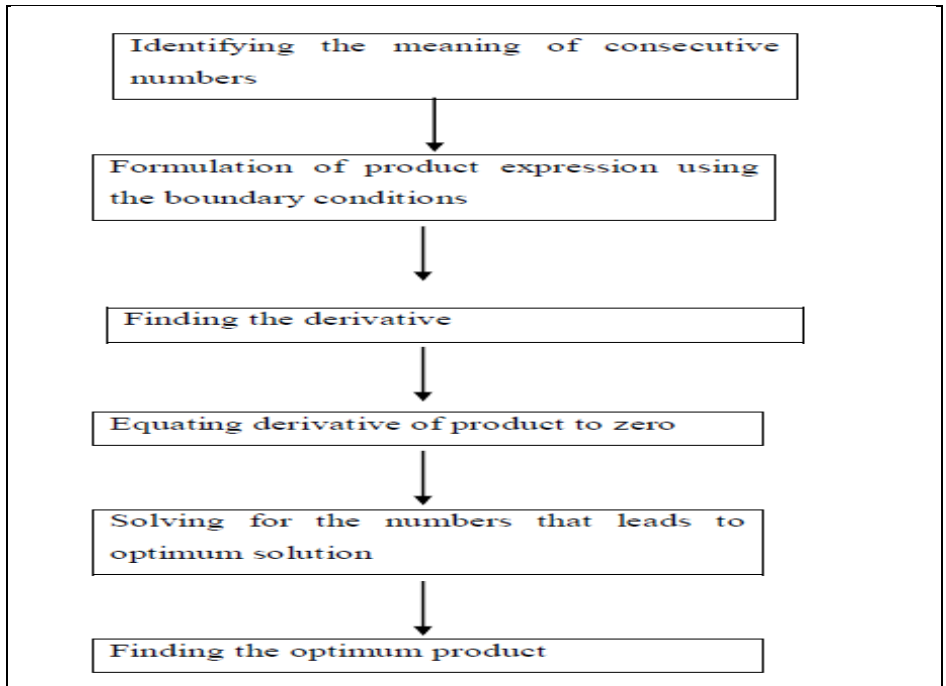 Identifying the meaning of consecutive
numbers
Formulation of product expression using
the boundary conditions
Finding the derivative
Equating derivative of product to zero
Solving for the numbers that leads to
optimum solution
Finding the optimum product